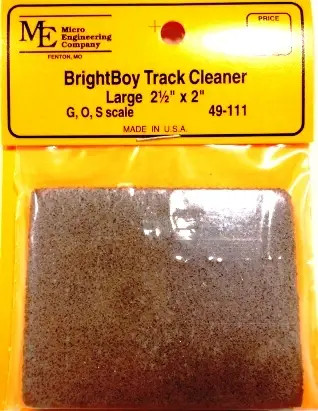 ME
Micro
Engineering
Company
FENTON, MO
PRICE
BrightBoy Track Cleaner
Large 2½" x 2"
G, O, S scale 49-111
MADE IN U.S.A.